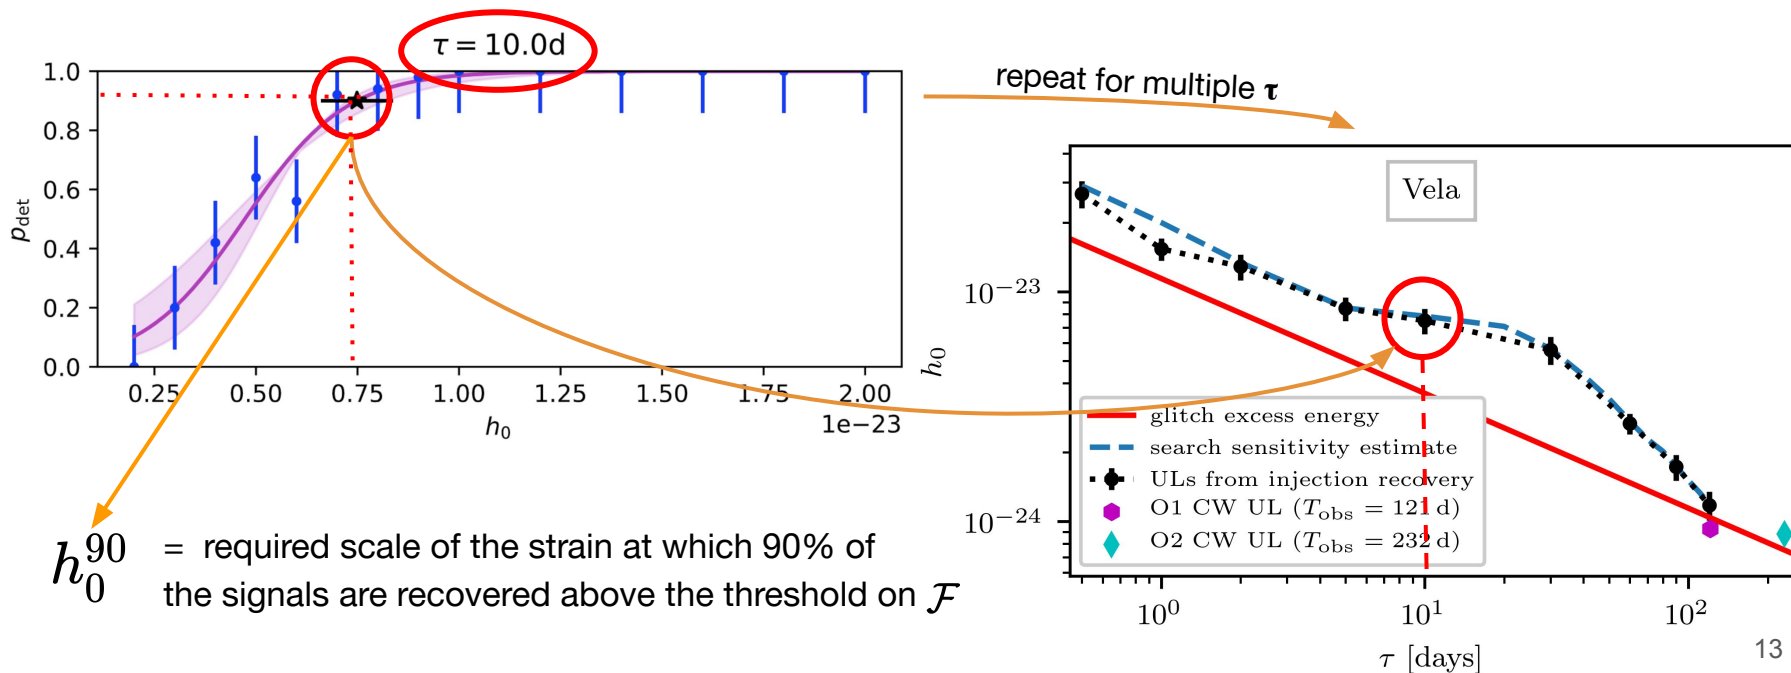 τ = 10.0d
1.0
0.8
0.6
0.4
0.2
0.0
p_det
0.25 0.50 0.75 1.00 1.25 1.50 1.75 2.00
h_0
1e−23
repeat for multiple τ
Vela
10^−23
10^−24
h_0
glitch excess energy
search sensitivity estimate
ULs from injection recovery
O1 CW UL (T_obs = 121 d)
O2 CW UL (T_obs = 232 d)
10^0 10^1 10^2
τ [days]
h_0^90 = required scale of the strain at which 90% of
the signals are recovered above the threshold on ℱ
13